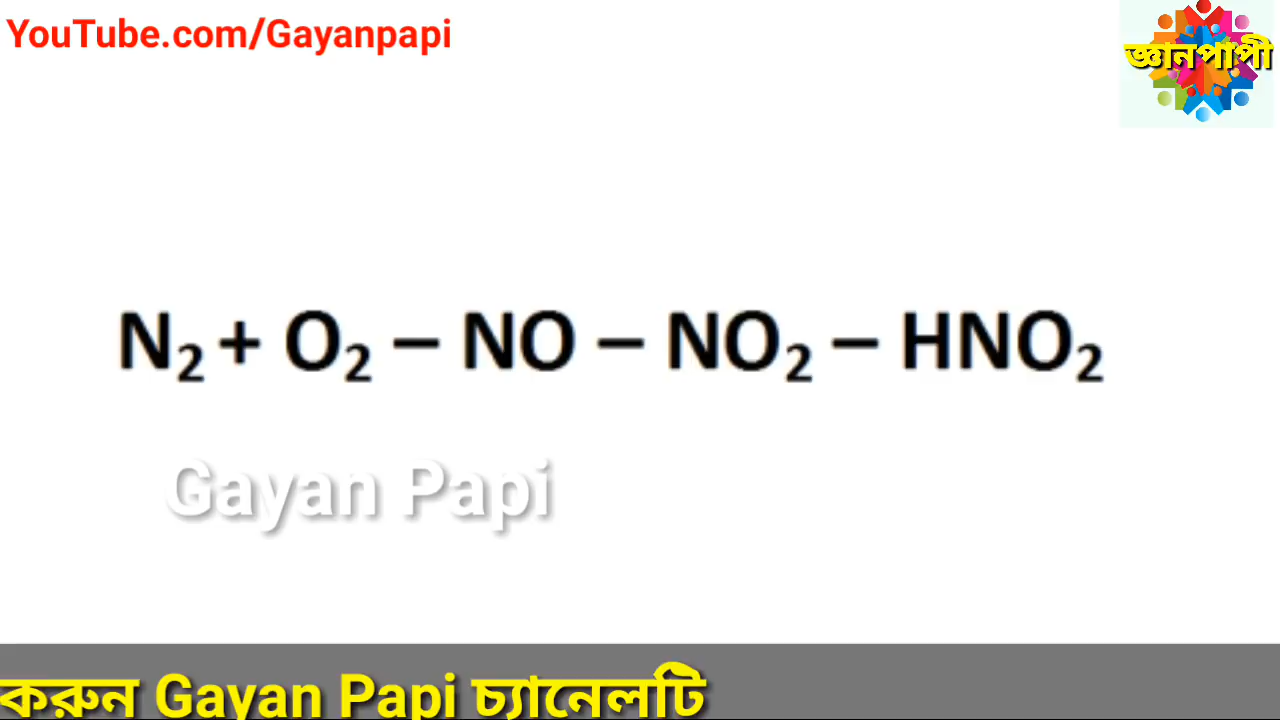 YouTube.com/Gayanpapi
জ্ঞানপাপী
N₂ + O₂ – NO – NO₂ – HNO₂
Gayan Papi
করুন Gayan Papi চ্যানেলটি